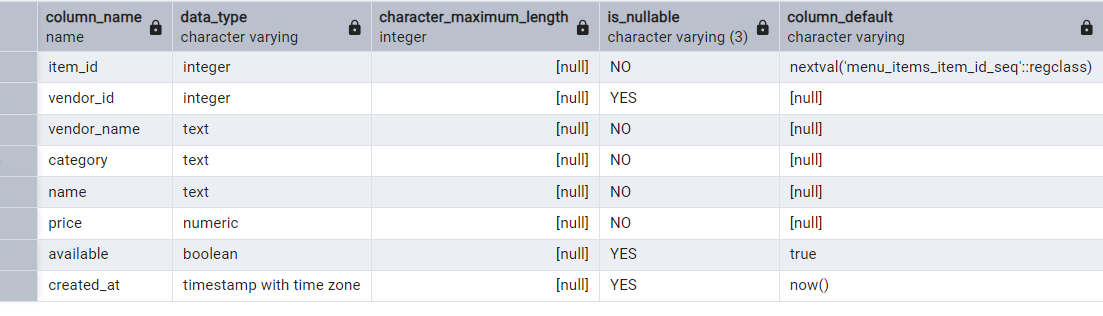 column_name data_type character_maximum_length is_nullable column_default
name character varying integer character varying (3) character varying
item_id integer [null] NO nextval('menu_items_item_id_seq'::regclass)
vendor_id integer [null] YES [null]
vendor_name text [null] NO [null]
category text [null] NO [null]
name text [null] NO [null]
price numeric [null] NO [null]
available boolean [null] YES true
created_at timestamp with time zone [null] YES now()